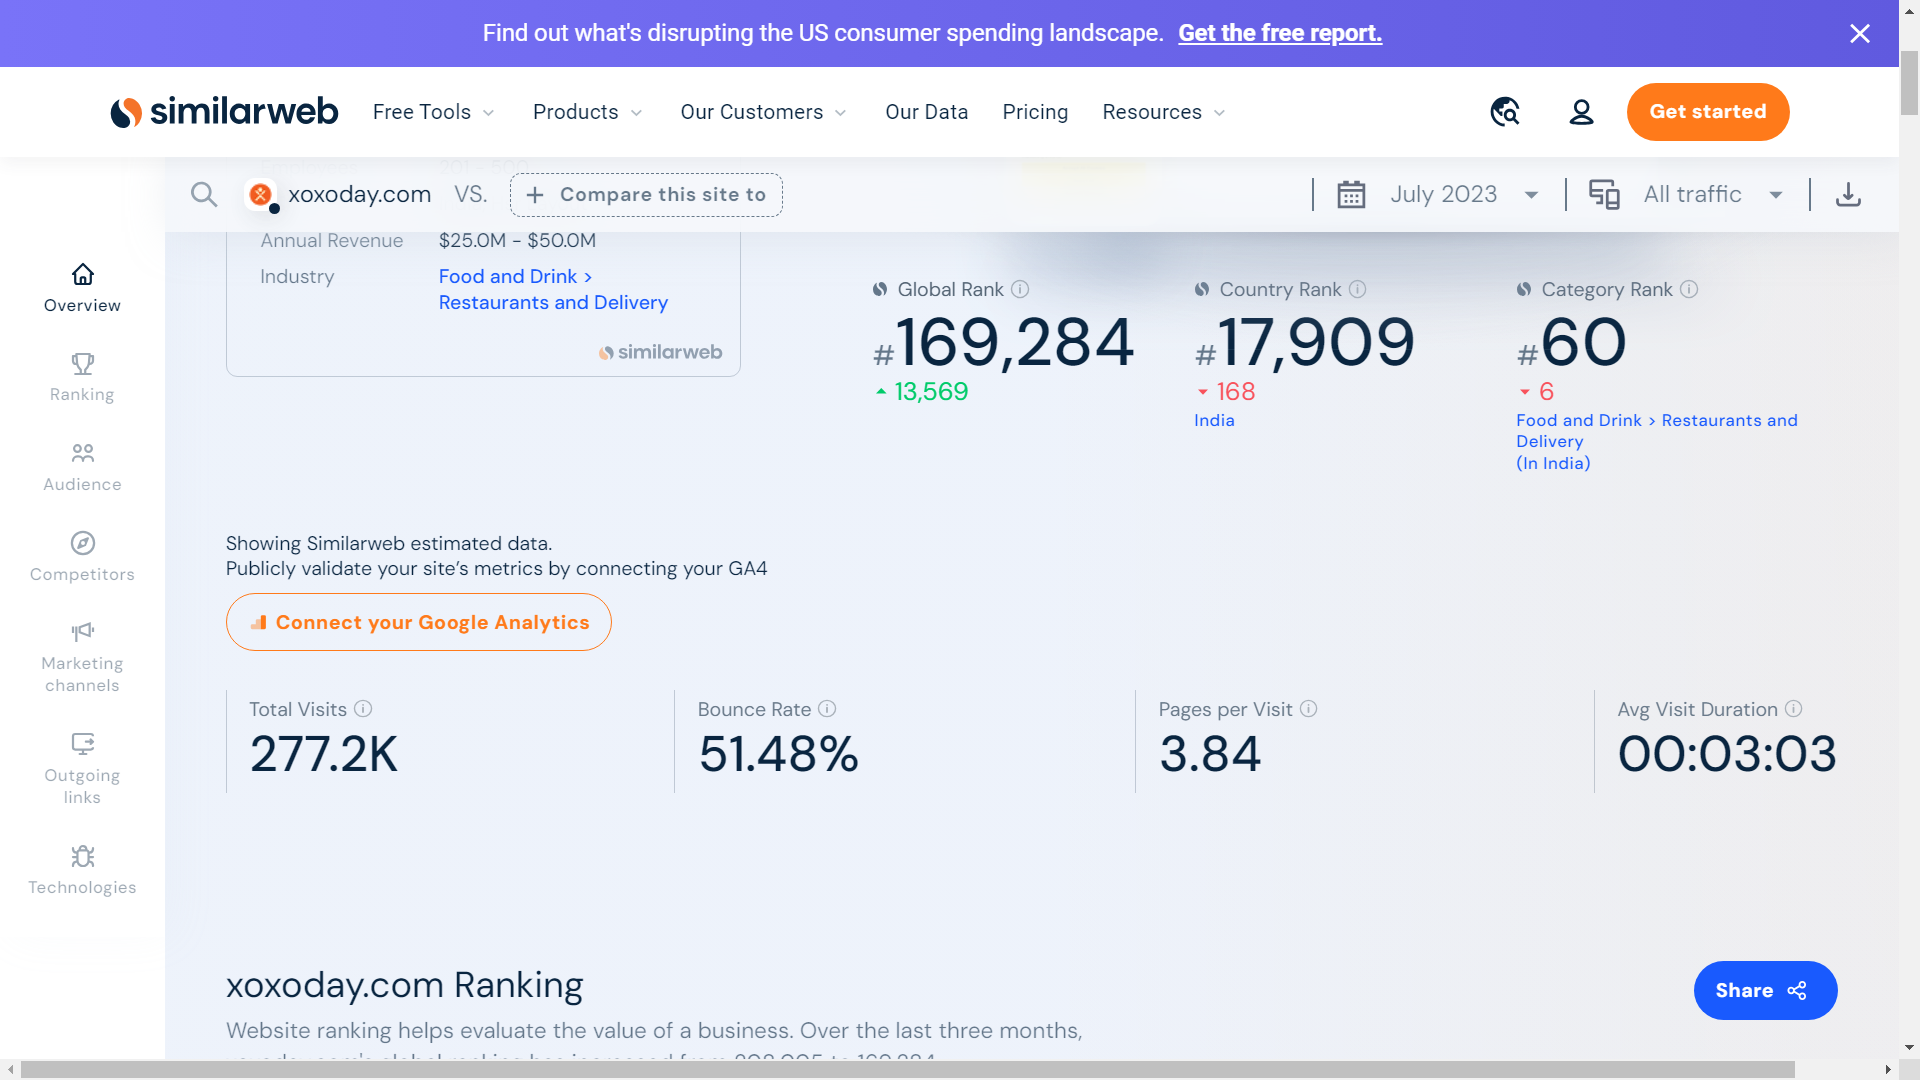 Find out what's disrupting the US consumer spending landscape. Get the free report.
similarweb Free Tools Products Our Customers Our Data Pricing Resources Get started
xoxoday.com VS. + Compare this site to July 2023 All traffic
Annual Revenue $25.0M - $50.0M
Industry Food and Drink >
Restaurants and Delivery
similarweb
Global Rank
#169,284
13,569
Country Rank
#17,909
168
India
Category Rank
#60
6
Food and Drink > Restaurants and
Delivery
(In India)
Overview
Ranking
Audience
Competitors
Marketing
channels
Outgoing
links
Technologies
Showing Similarweb estimated data.
Publicly validate your site's metrics by connecting your GA4
Connect your Google Analytics
Total Visits
277.2K
Bounce Rate
51.48%
Pages per Visit
3.84
Avg Visit Duration
00:03:03
xoxoday.com Ranking
Share
Website ranking helps evaluate the value of a business. Over the last three months,